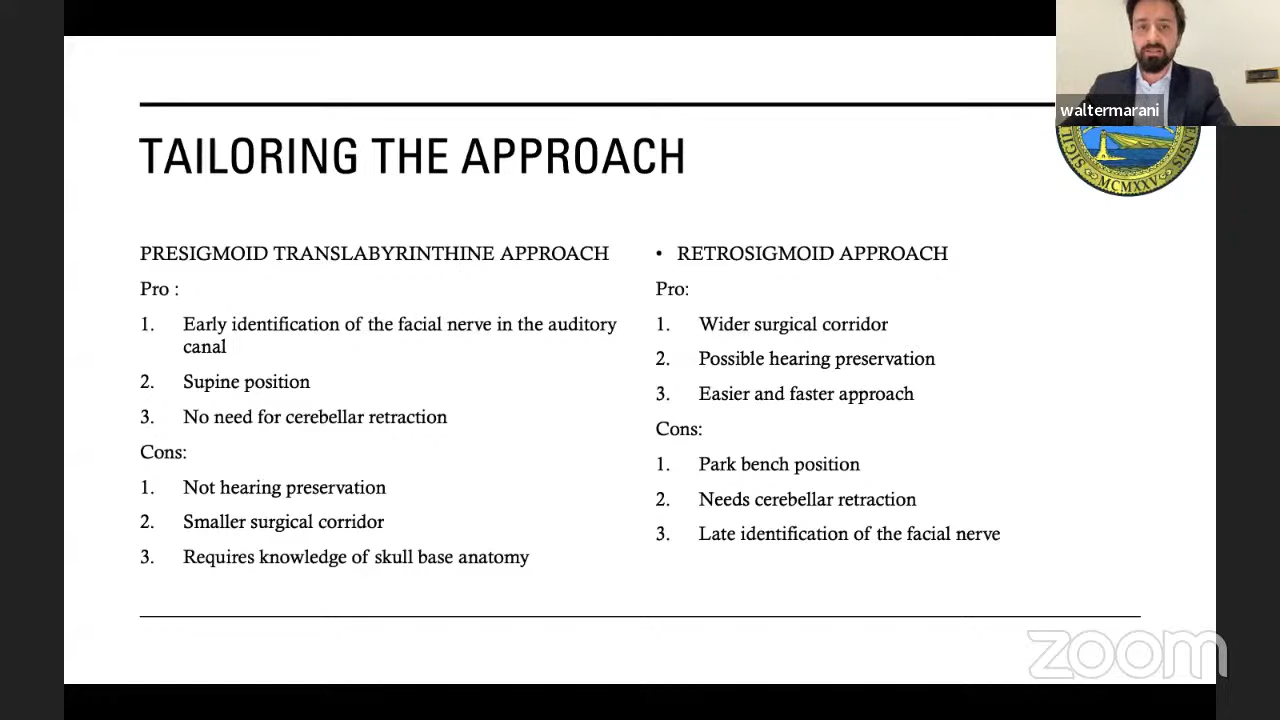 waltermarani
TAILORING THE APPROACH
SIGIL
MCMXXV
ENSIS
PRESIGMOID TRANSLABYRINTHINE APPROACH
Pro :
1. Early identification of the facial nerve in the auditory
canal
2. Supine position
3. No need for cerebellar retraction
Cons:
1. Not hearing preservation
2. Smaller surgical corridor
3. Requires knowledge of skull base anatomy
• RETROSIGMOID APPROACH
Pro:
1. Wider surgical corridor
2. Possible hearing preservation
3. Easier and faster approach
Cons:
1. Park bench position
2. Needs cerebellar retraction
3. Late identification of the facial nerve
zoom